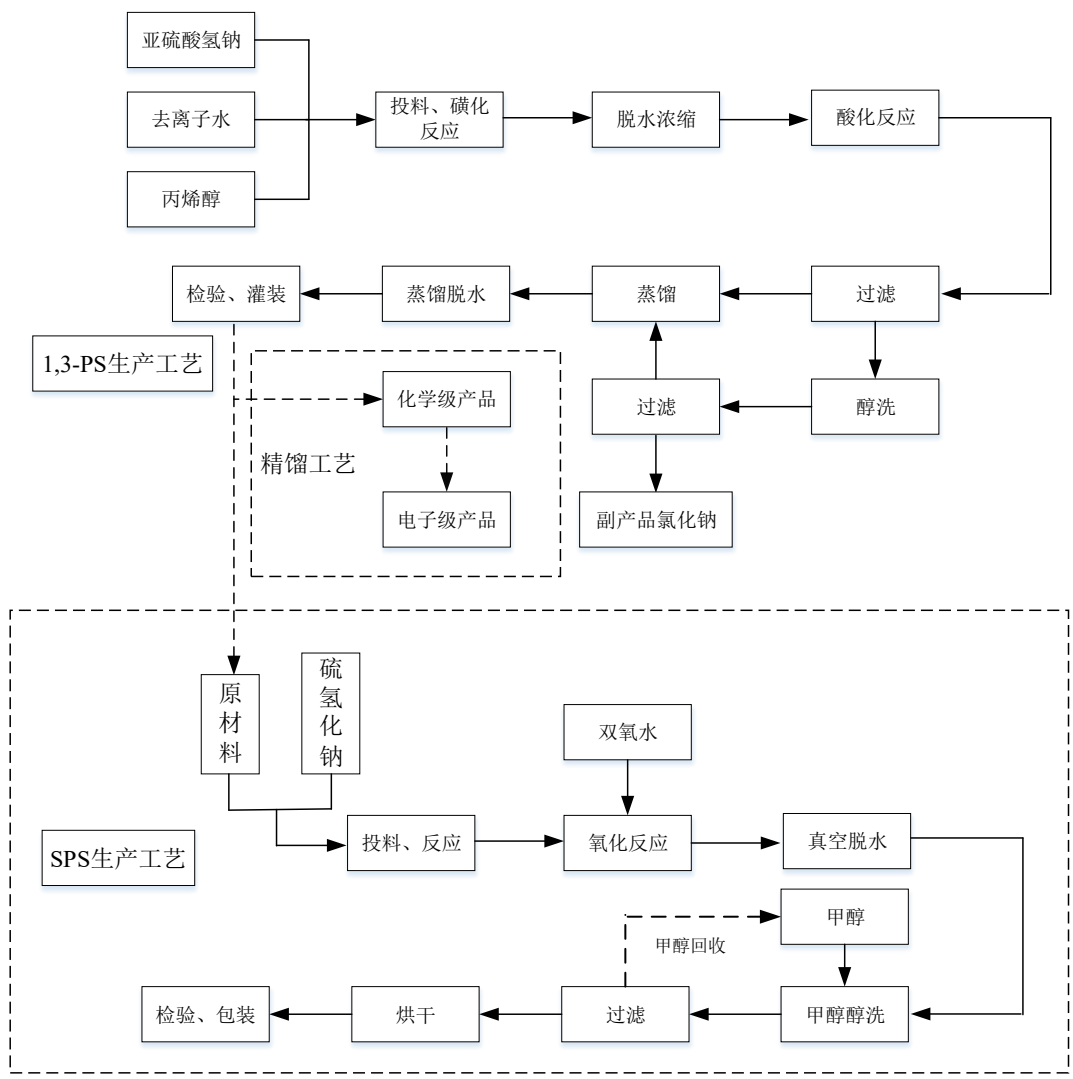 亚硫酸氢钠
去离子水
丙烯醇
投料、磺化
反应
脱水浓缩
酸化反应
检验、灌装
蒸馏脱水
蒸馏
过滤
1,3-PS生产工艺
化学级产品
过滤
醇洗
精馏工艺
电子级产品
副产品氯化钠
原
材
料
硫
氢
化
钠
双氧水
SPS生产工艺
投料、反应
氧化反应
真空脱水
甲醇
甲醇回收
检验、包装
烘干
过滤
甲醇醇洗